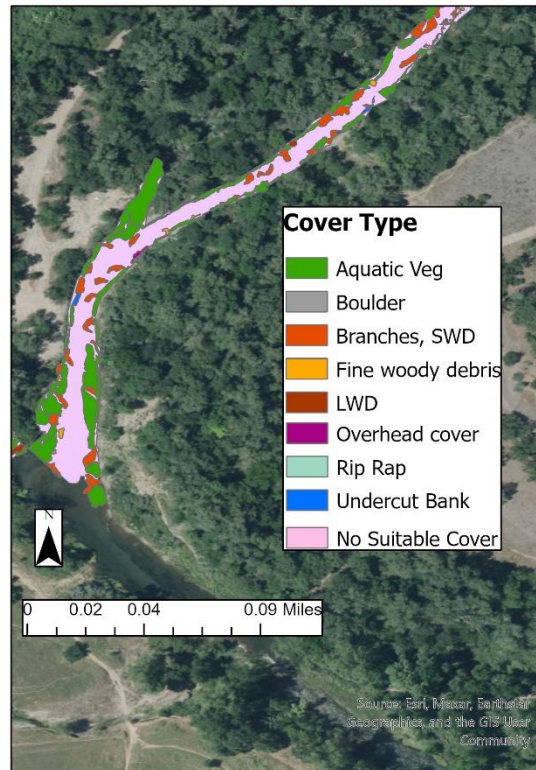 Cover Type
Aquatic Veg
Boulder
Branches, SWD
Fine woody debris
LWD
Overhead cover
Rip Rap
Undercut Bank
No Suitable Cover
N
0 0.02 0.04 0.09 Miles
Source: Esri, Maxar, Earthstar
Geographics, and the GIS User
Community